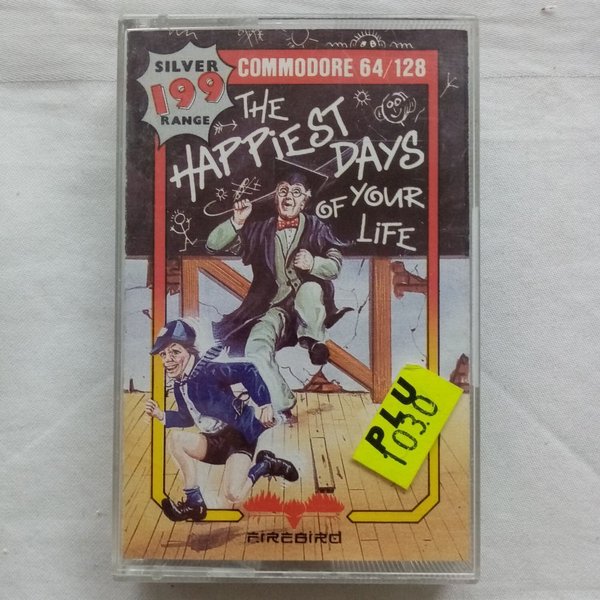 SILVER
199
RANGE
COMMODORE 64/128
THE
HAPPIEST
DAYS
OF YOUR
LIFE
PLU
1030
FIREBIRD